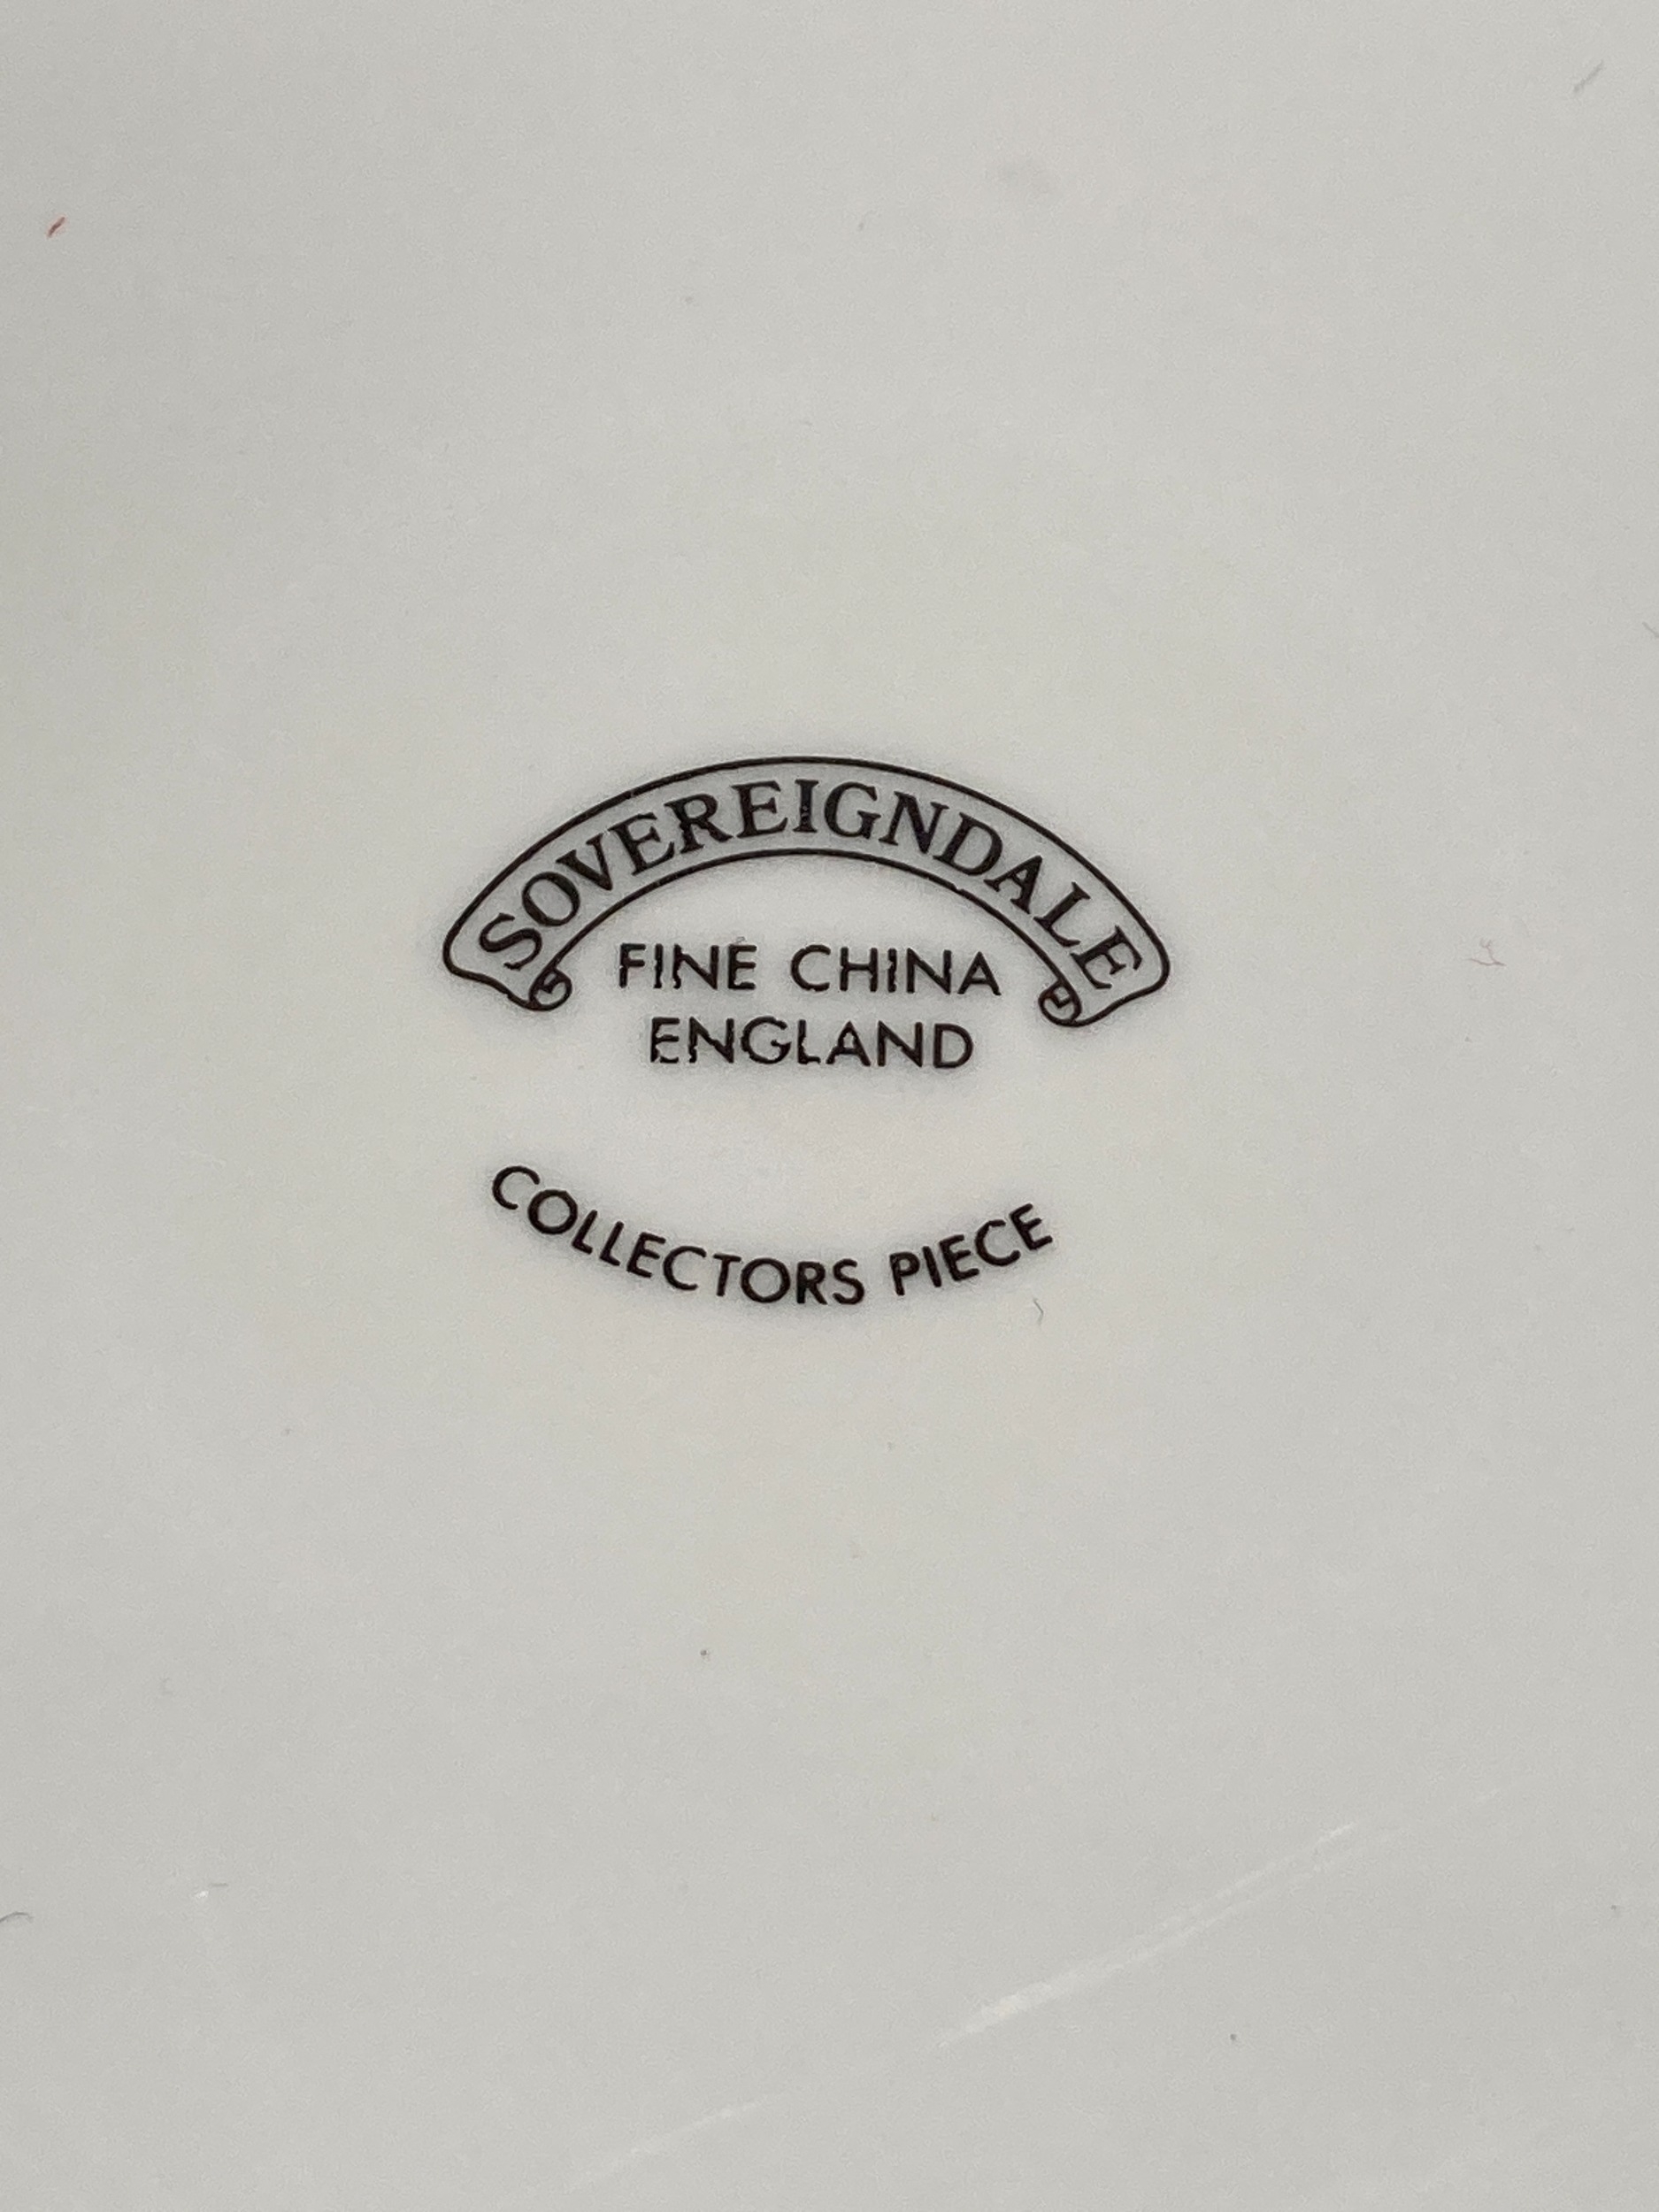 SOVEREIGNDALE
FINE CHINA
ENGLAND
COLLECTORS PIECE